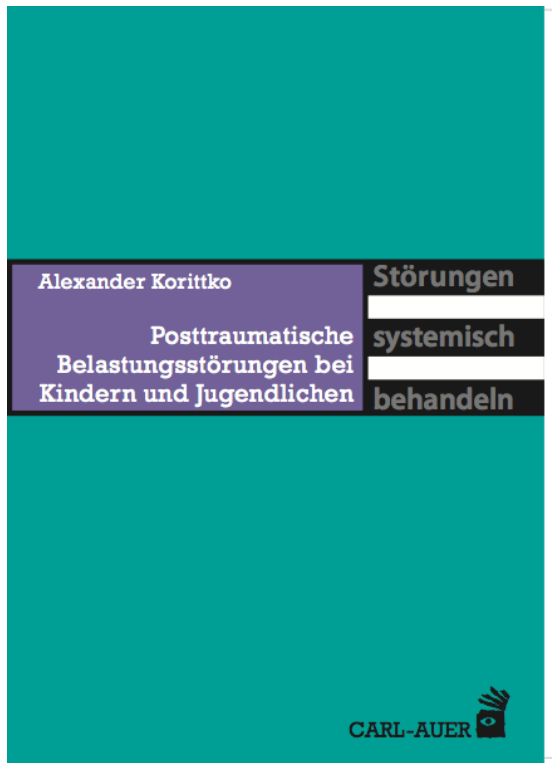 Alexander Korittko
Posttraumatische
Belastungsstörungen bei
Kindern und Jugendlichen
Störungen
systemisch
behandeln
CARL-AUER